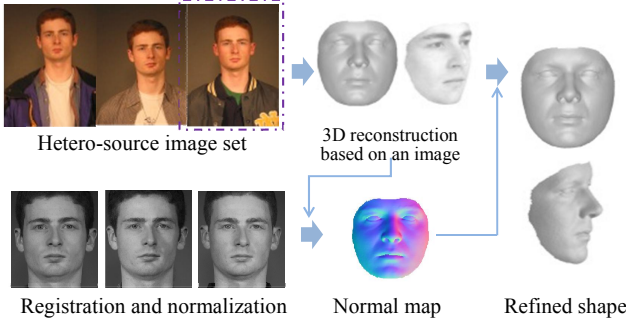 Hetero-source image set
3D reconstruction
based on an image
Registration and normalization
Normal map
Refined shape